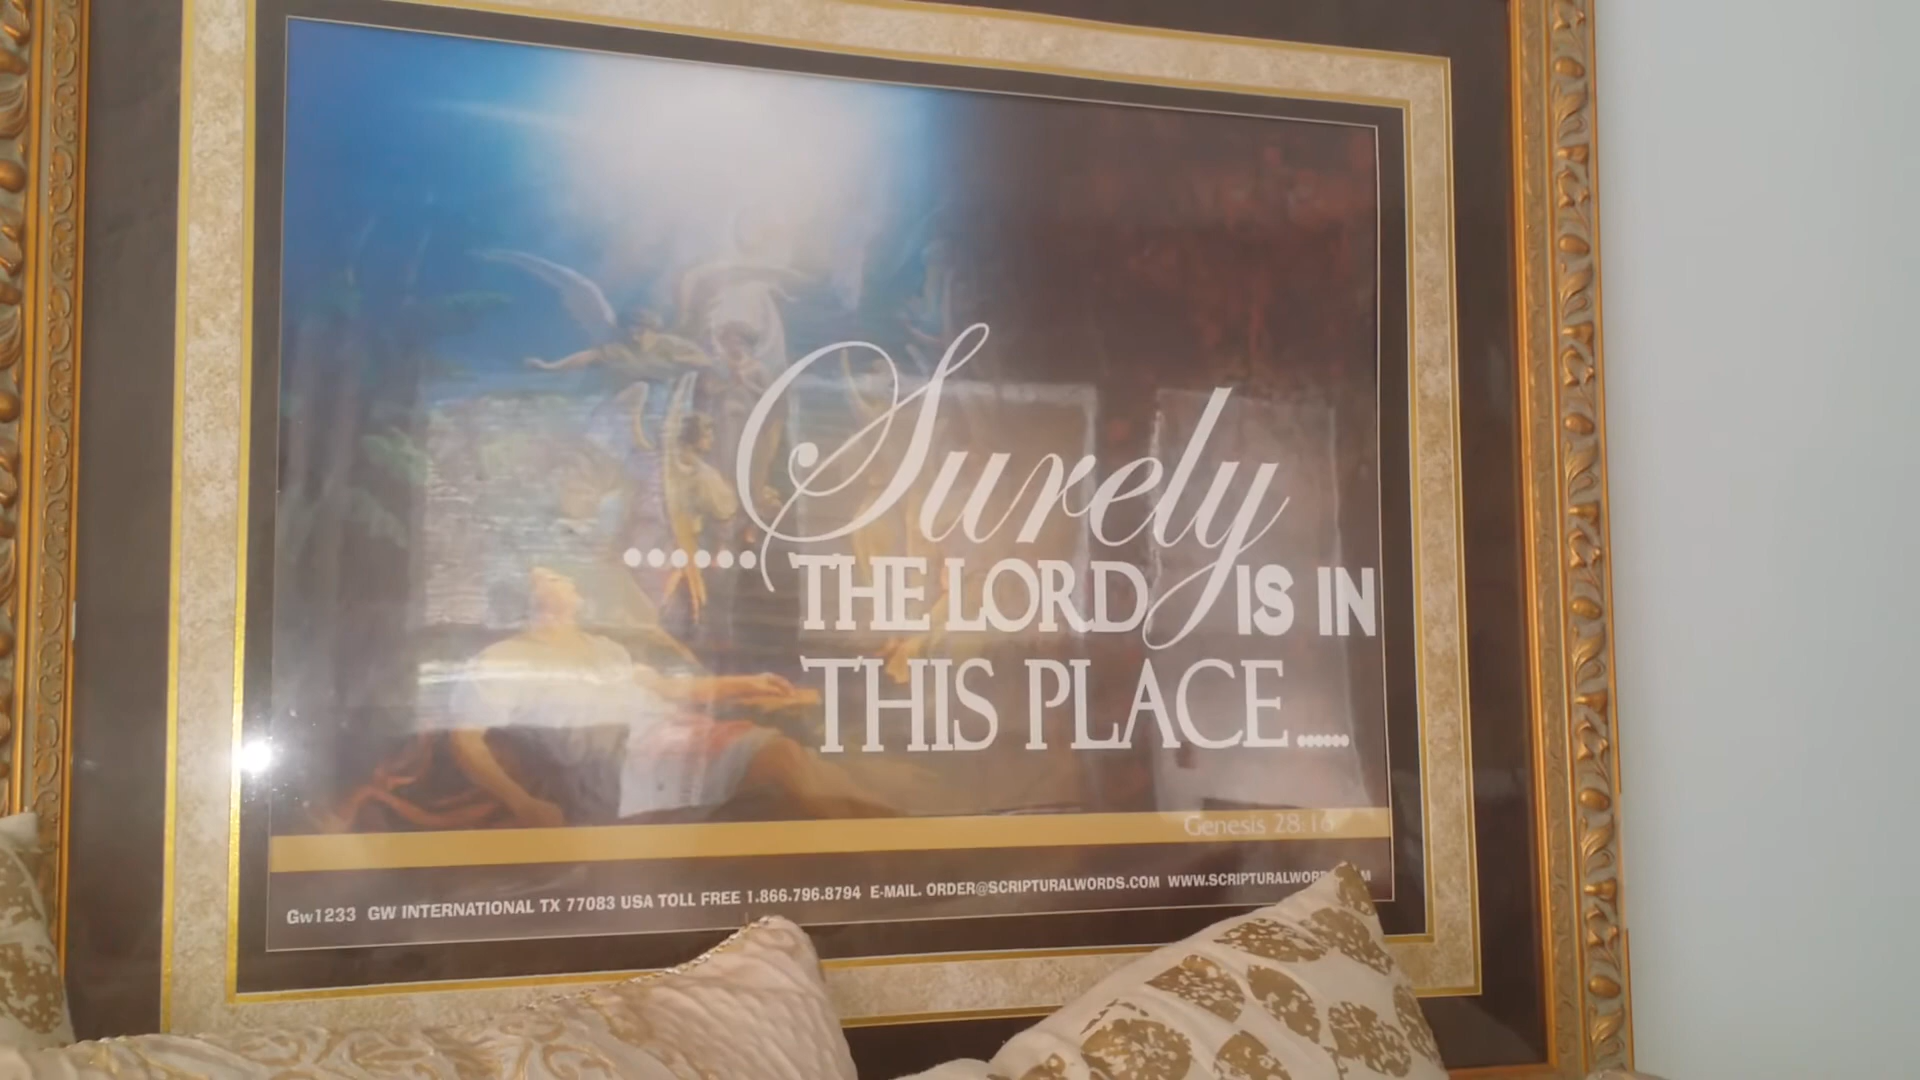 Surely
......THE LORD IS IN
THIS PLACE......
Genesis 28:16
Gw1233 GW INTERNATIONAL TX 77083 USA TOLL FREE 1.866.796.8794 E-MAIL. ORDER@SCRIPTURALWORDS.COM